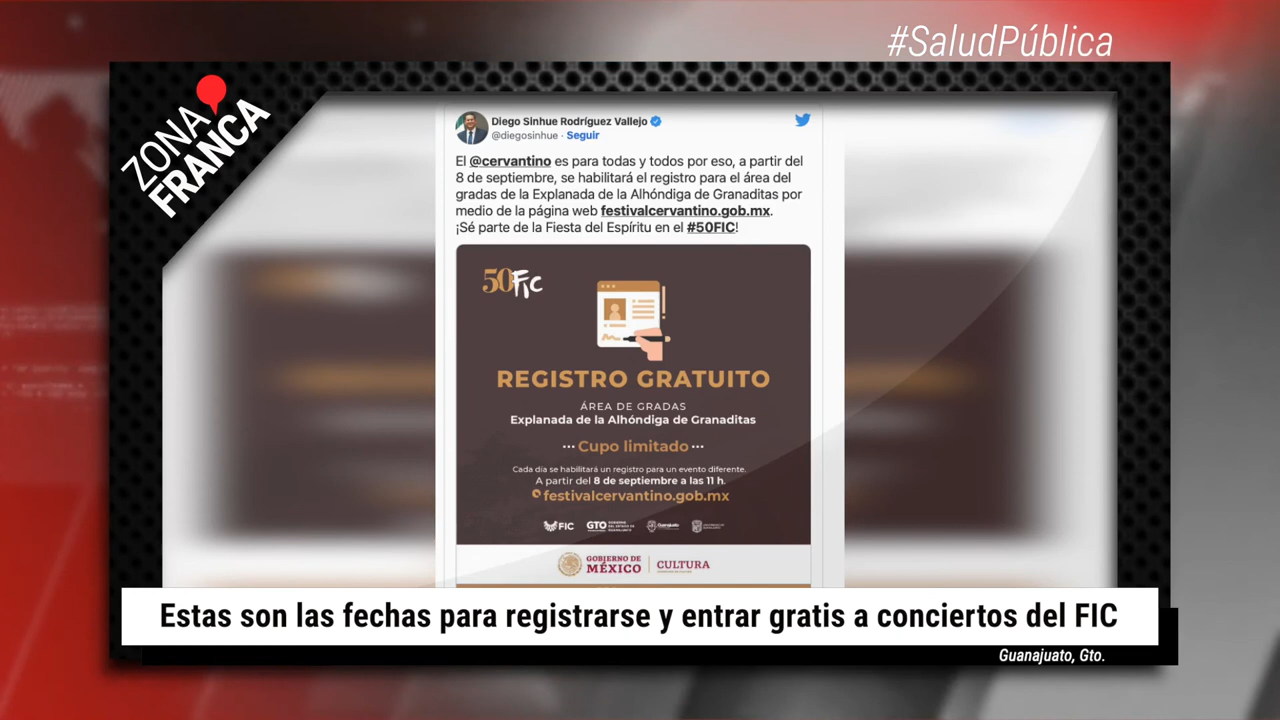 #SaludPública
ZONA
FRANCA
Diego Sinhue Rodríguez Vallejo
@diegosinhue · Seguir
El @cervantino es para todas y todos por eso, a partir del
8 de septiembre, se habilitará el registro para el área del
gradas de la Explanada de la Alhóndiga de Granaditas por
medio de la página web festivalcervantino.gob.mx.
¡Sé parte de la Fiesta del Espíritu en el #50FIC!
50 FIC
REGISTRO GRATUITO
ÁREA DE GRADAS
Explanada de la Alhóndiga de Granaditas
··· Cupo limitado ···
Cada día se habilitará un registro para un evento diferente.
A partir del 8 de septiembre a las 11 h.
festivalcervantino.gob.mx
FIC GTO Guanajuato
GOBIERNO DE
MÉXICO
CULTURA
Estas son las fechas para registrarse y entrar gratis a conciertos del FIC
Guanajuato, Gto.